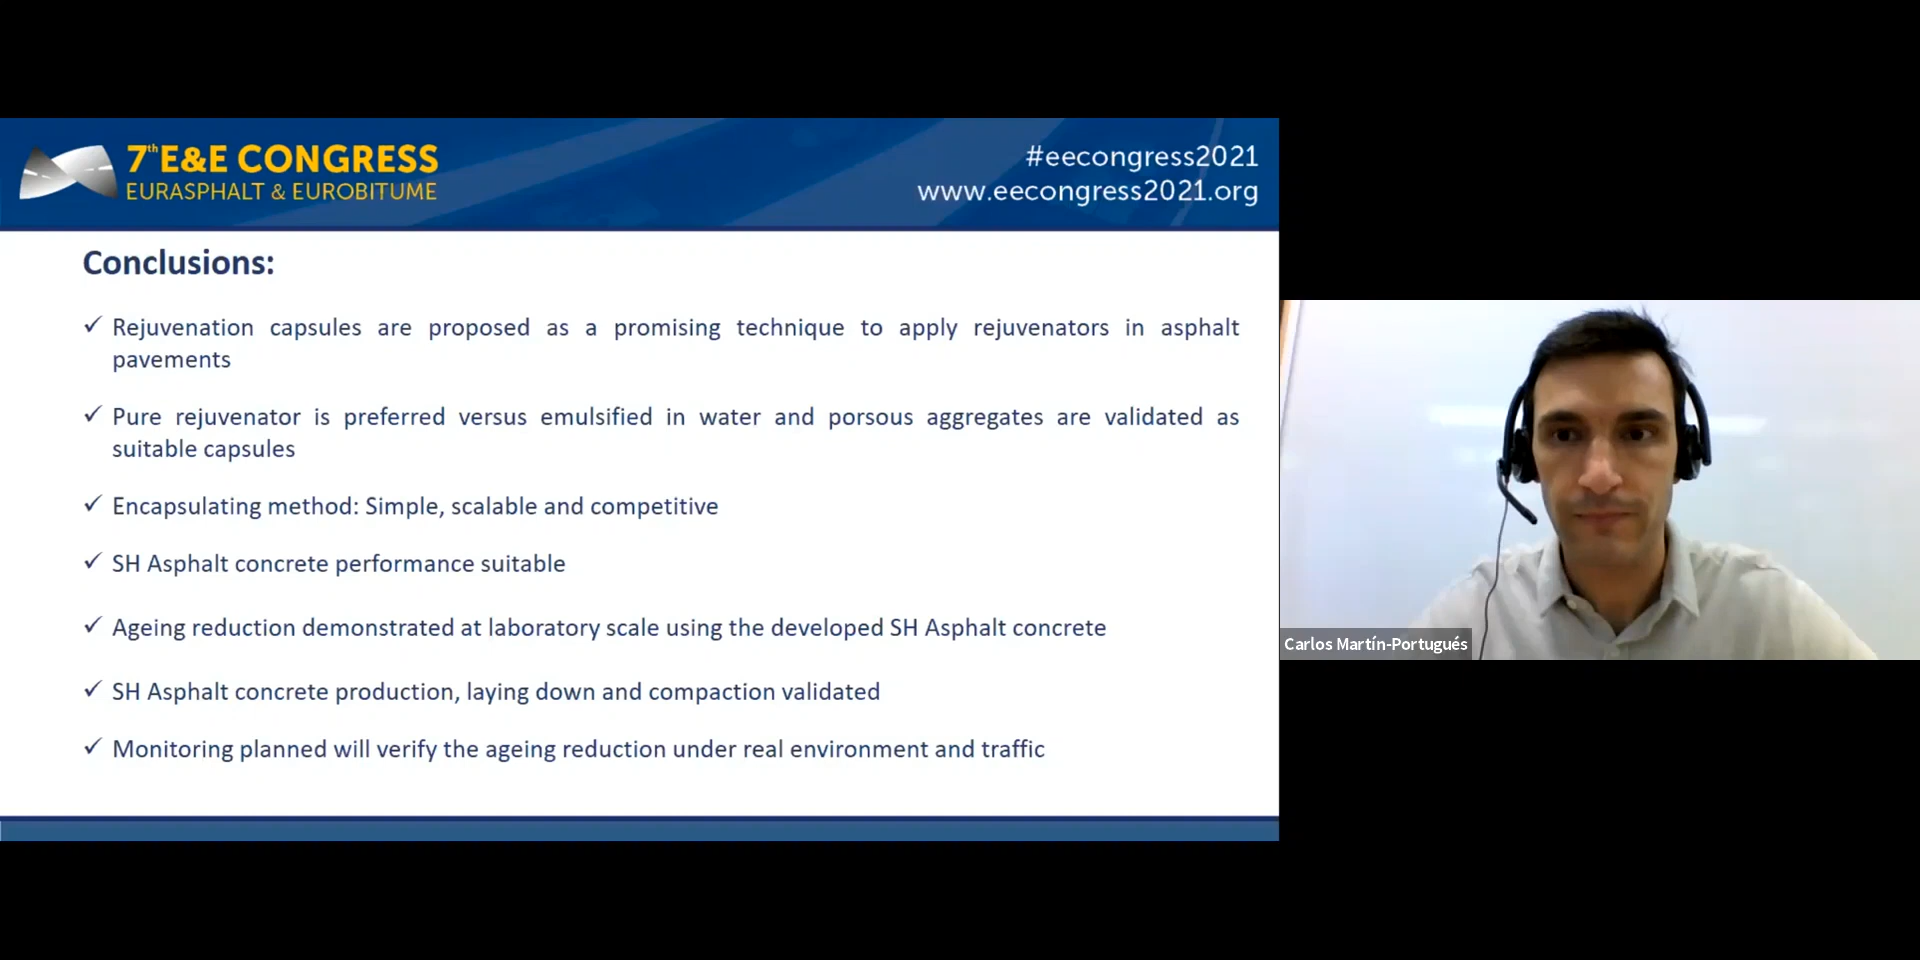 7th E&E CONGRESS
EURASPHALT & EUROBITUME
#eecongress2021
www.eecongress2021.org
Conclusions:
✓ Rejuvenation capsules are proposed as a promising technique to apply rejuvenators in asphalt
pavements
✓ Pure rejuvenator is preferred versus emulsified in water and porsous aggregates are validated as
suitable capsules
✓ Encapsulating method: Simple, scalable and competitive
✓ SH Asphalt concrete performance suitable
✓ Ageing reduction demonstrated at laboratory scale using the developed SH Asphalt concrete
✓ SH Asphalt concrete production, laying down and compaction validated
✓ Monitoring planned will verify the ageing reduction under real environment and traffic
Carlos Martín-Portugués